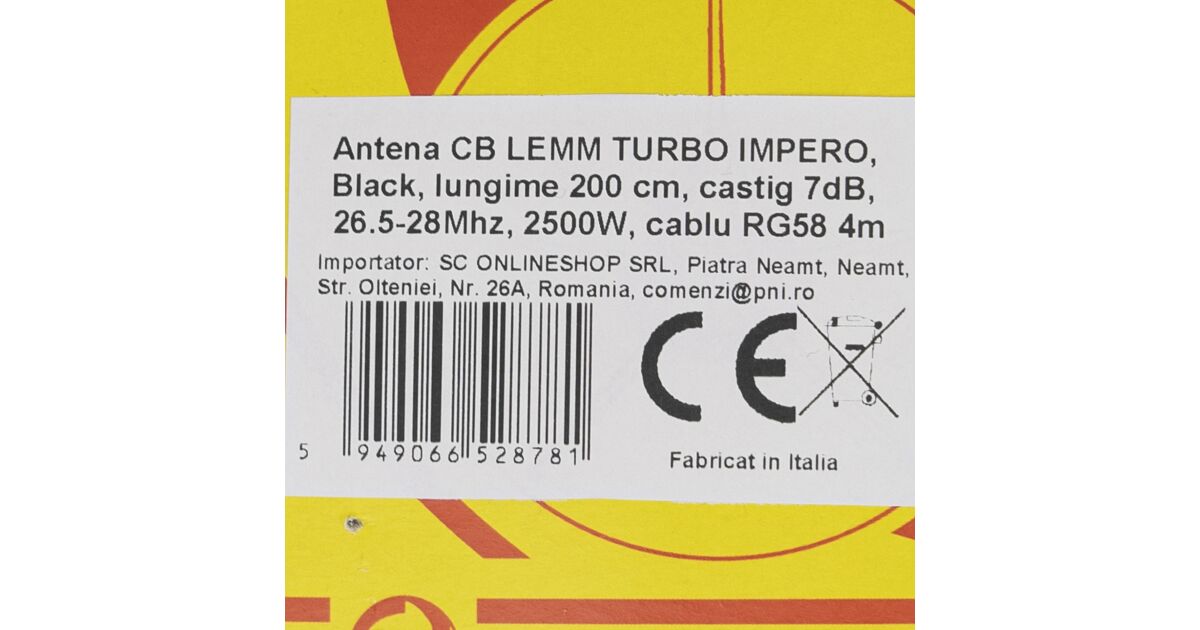 Antena CB LEMM TURBO IMPERO,
Black, lungime 200 cm, castig 7dB,
26.5-28Mhz, 2500W, cablu RG58 4m
Importator: SC ONLINESHOP SRL, Piatra Neamt, Neamt,
Str. Olteniei, Nr. 26A, Romania, comenzi@pni.ro
CE
5 949066 528781
Fabricat in Italia